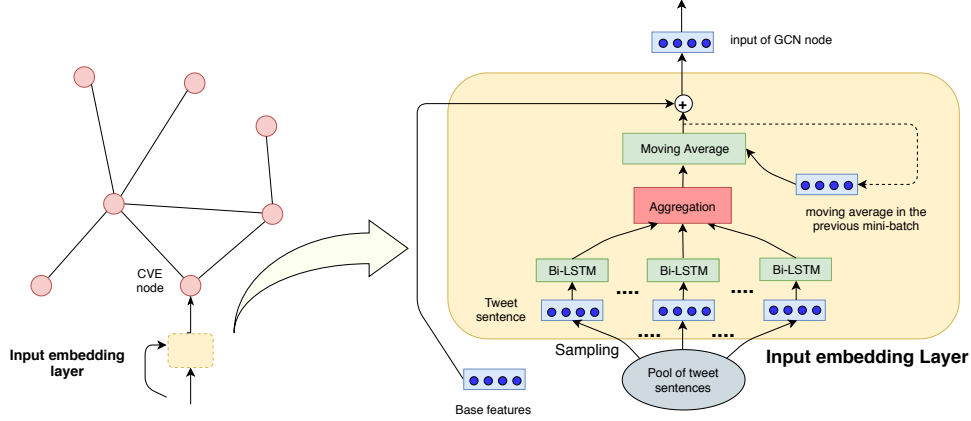 input of GCN node
+
Moving Average
moving average in the
previous mini-batch
Aggregation
Bi-LSTM
Bi-LSTM
Bi-LSTM
....
....
Tweet
sentence
....
....
Sampling
Pool of tweet
sentences
Input embedding Layer
Base features
CVE
node
Input embedding
layer